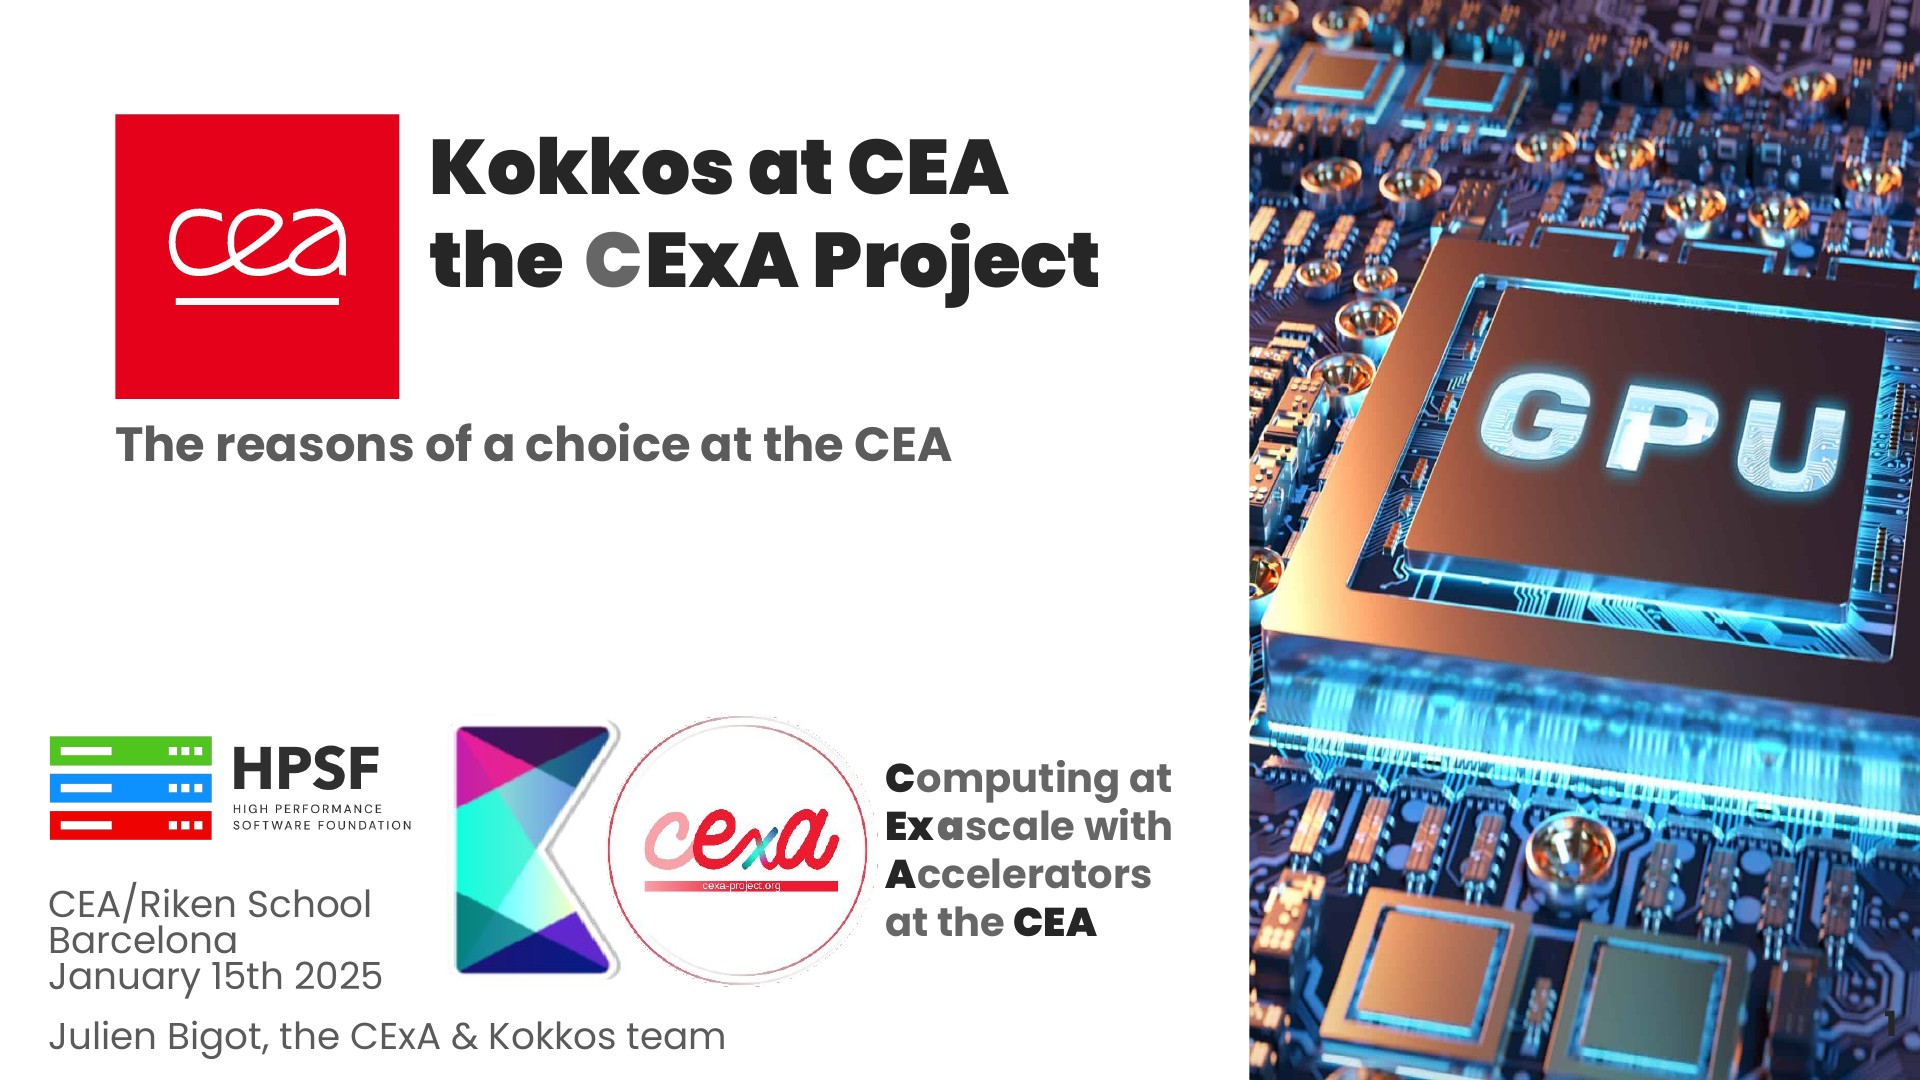 cea
Kokkos at CEA
the CExA Project
The reasons of a choice at the CEA
GPU
HPSF
HIGH PERFORMANCE
SOFTWARE FOUNDATION
cexa
cexa-project.org
Computing at
Exascale with
Accelerators
at the CEA
CEA/Riken School
Barcelona
January 15th 2025
Julien Bigot, the CExA & Kokkos team
1